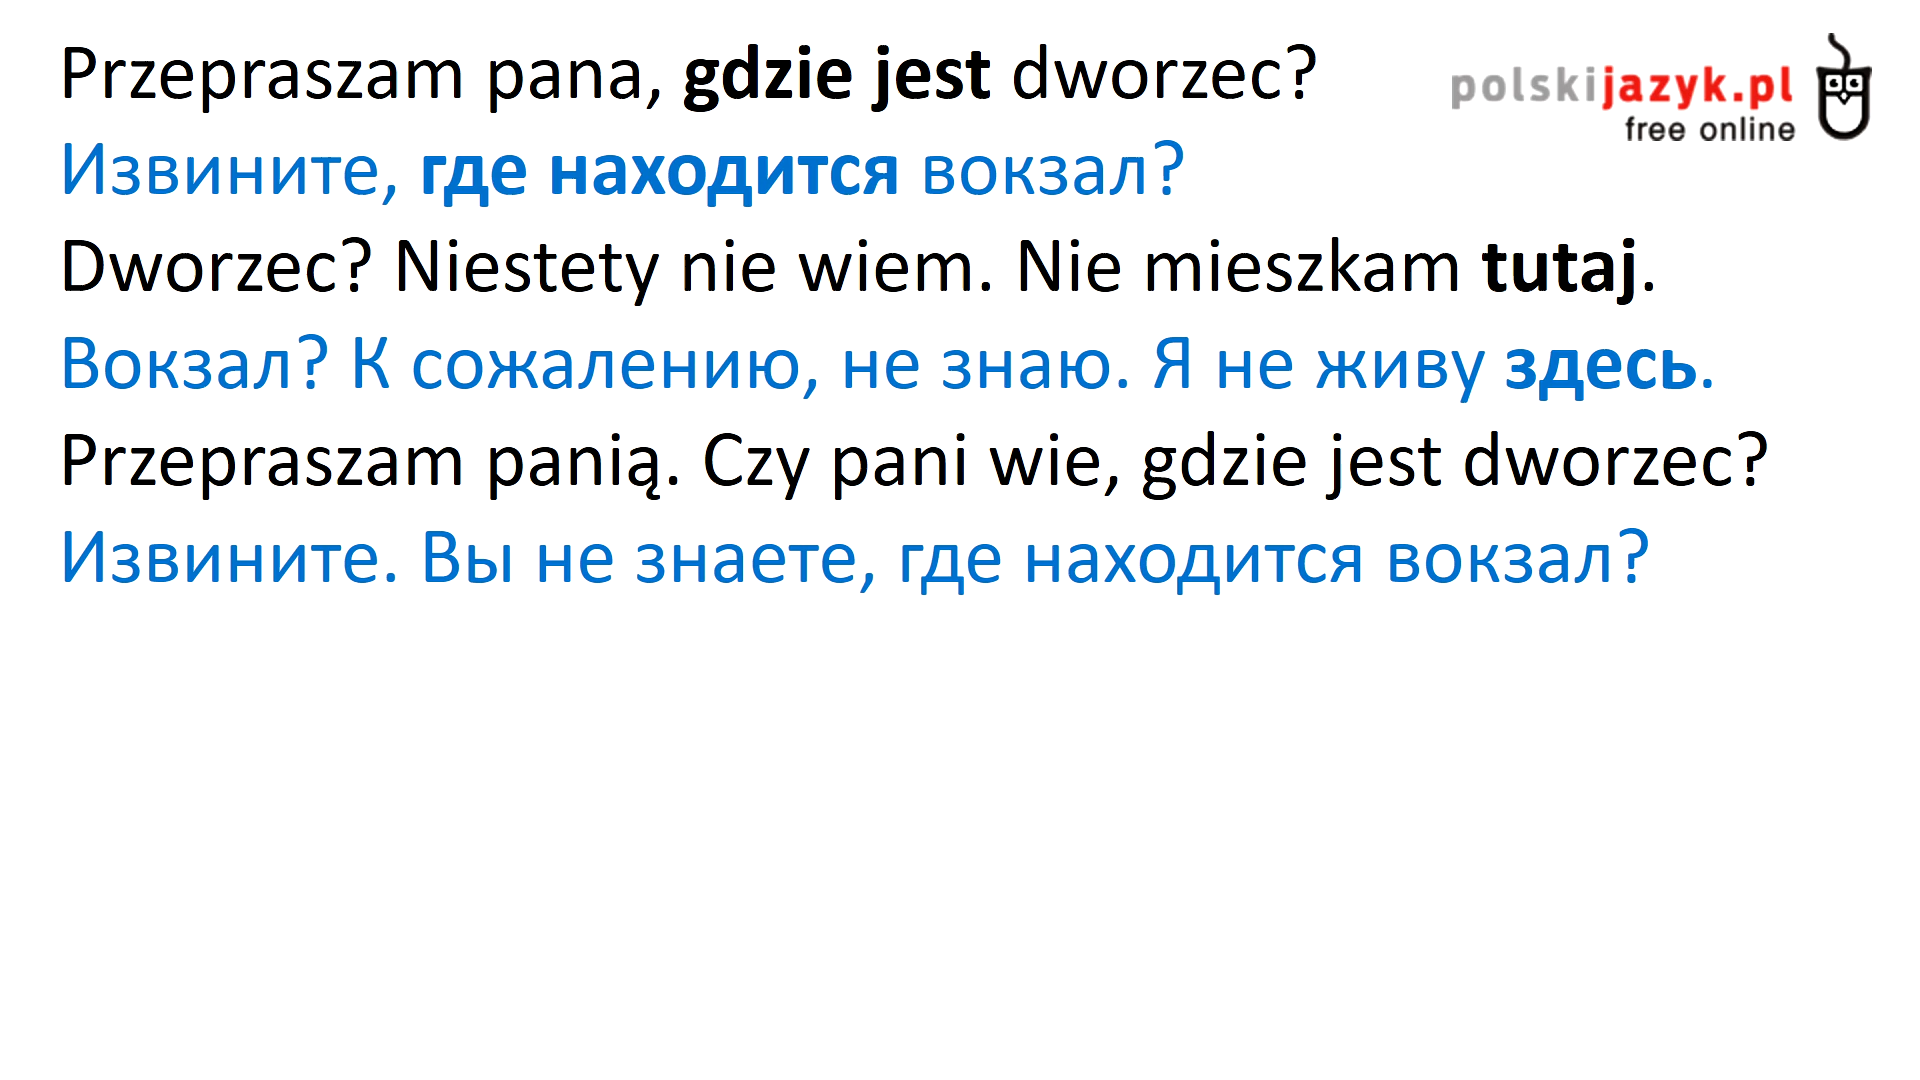 Przepraszam pana, gdzie jest dworzec?
polskijazyk.pl
free online
Извините, где находится вокзал?
Dworzec? Niestety nie wiem. Nie mieszkam tutaj.
Вокзал? К сожалению, не знаю. Я не живу здесь.
Przepraszam panią. Czy pani wie, gdzie jest dworzec?
Извините. Вы не знаете, где находится вокзал?